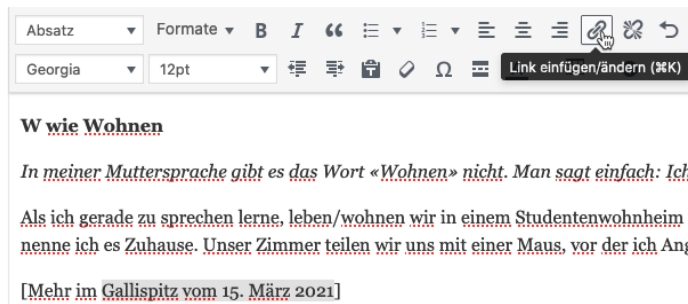 Absatz Formate B I
Georgia 12pt Ω
Link einfügen/ändern (⌘K)
W wie Wohnen
In meiner Muttersprache gibt es das Wort «Wohnen» nicht. Man sagt einfach: Ich
Als ich gerade zu sprechen lerne, leben/wohnen wir in einem Studentenwohnheim
nenne ich es Zuhause. Unser Zimmer teilen wir uns mit einer Maus, vor der ich Ang
[Mehr im Gallispitz vom 15. März 2021]